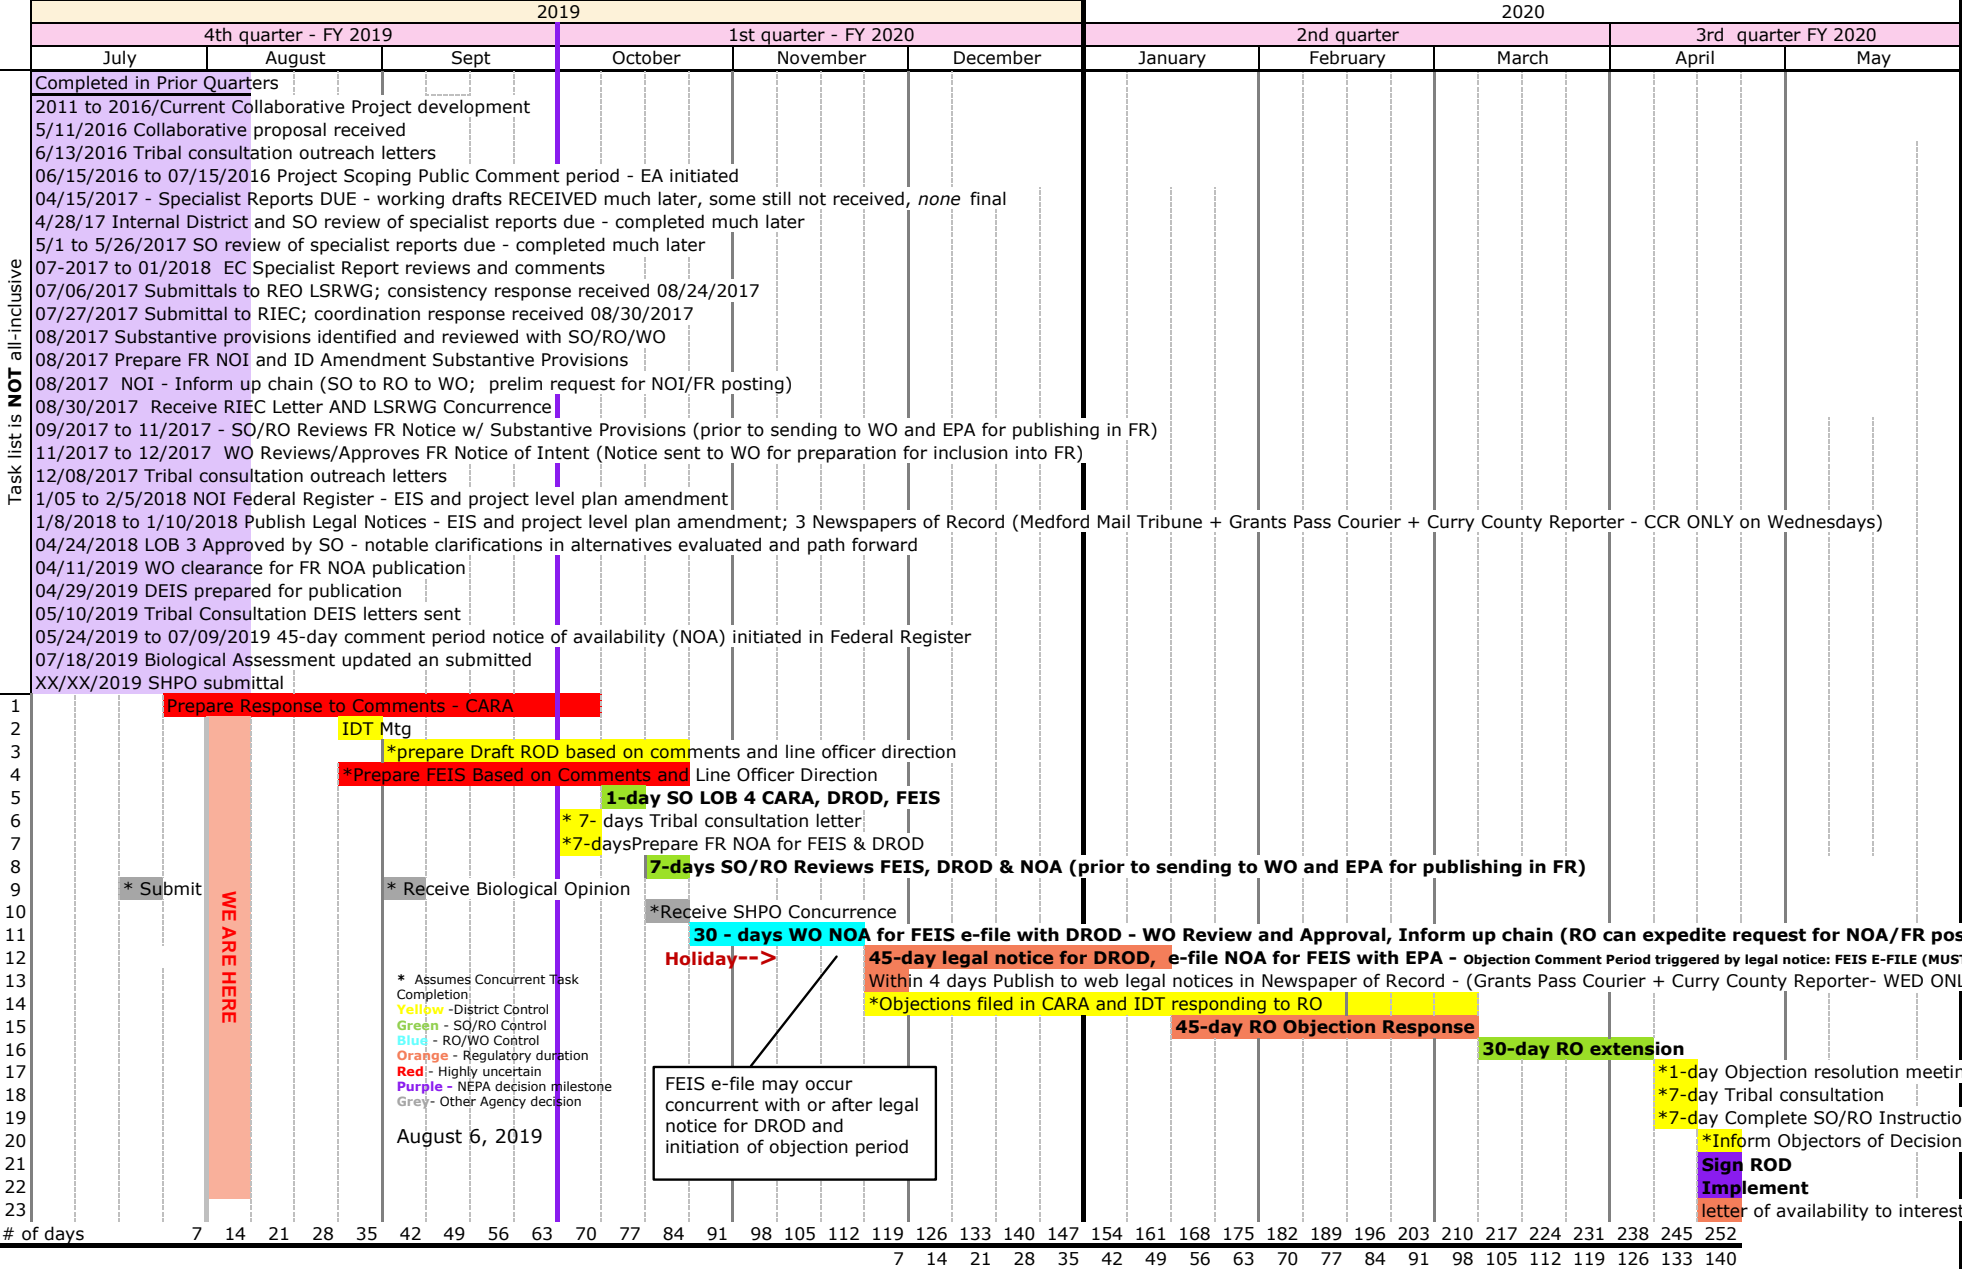 2019 2020
4th quarter - FY 2019 1st quarter - FY 2020 2nd quarter 3rd quarter FY 2020
July August Sept October November December January February March April May
Task list is NOT all-inclusive
Completed in Prior Quarters
2011 to 2016/Current Collaborative Project development
5/11/2016 Collaborative proposal received
6/13/2016 Tribal consultation outreach letters
06/15/2016 to 07/15/2016 Project Scoping Public Comment period - EA initiated
04/15/2017 - Specialist Reports DUE - working drafts RECEIVED much later, some still not received, none final
4/28/17 Internal District and SO review of specialist reports due - completed much later
5/1 to 5/26/2017 SO review of specialist reports due - completed much later
07-2017 to 01/2018 EC Specialist Report reviews and comments
07/06/2017 Submittals to REO LSRWG; consistency response received 08/24/2017
07/27/2017 Submittal to RIEC; coordination response received 08/30/2017
08/2017 Substantive provisions identified and reviewed with SO/RO/WO
08/2017 Prepare FR NOI and ID Amendment Substantive Provisions
08/2017 NOI - Inform up chain (SO to RO to WO; prelim request for NOI/FR posting)
08/30/2017 Receive RIEC Letter AND LSRWG Concurrence
09/2017 to 11/2017 - SO/RO Reviews FR Notice w/ Substantive Provisions (prior to sending to WO and EPA for publishing in FR)
11/2017 to 12/2017 WO Reviews/Approves FR Notice of Intent (Notice sent to WO for preparation for inclusion into FR)
12/08/2017 Tribal consultation outreach letters
1/05 to 2/5/2018 NOI Federal Register - EIS and project level plan amendment
1/8/2018 to 1/10/2018 Publish Legal Notices - EIS and project level plan amendment; 3 Newspapers of Record (Medford Mail Tribune + Grants Pass Courier + Curry County Reporter - CCR ONLY on Wednesdays)
04/24/2018 LOB 3 Approved by SO - notable clarifications in alternatives evaluated and path forward
04/11/2019 WO clearance for FR NOA publication
04/29/2019 DEIS prepared for publication
05/10/2019 Tribal Consultation DEIS letters sent
05/24/2019 to 07/09/2019 45-day comment period notice of availability (NOA) initiated in Federal Register
07/18/2019 Biological Assessment updated an submitted
XX/XX/2019 SHPO submittal
1 Prepare Response to Comments - CARA
2 IDT Mtg
3 *prepare Draft ROD based on comments and line officer direction
4 *Prepare FEIS Based on Comments and Line Officer Direction
5 1-day SO LOB 4 CARA, DROD, FEIS
6 * 7- days Tribal consultation letter
7 *7-daysPrepare FR NOA for FEIS & DROD
8 7-days SO/RO Reviews FEIS, DROD & NOA (prior to sending to WO and EPA for publishing in FR)
9 * Submit * Receive Biological Opinion
WE ARE HERE
10 *Receive SHPO Concurrence
11 30 - days WO NOA for FEIS e-file with DROD - WO Review and Approval, Inform up chain (RO can expedite request for NOA/FR pos
12 Holiday--> 45-day legal notice for DROD, e-file NOA for FEIS with EPA - Objection Comment Period triggered by legal notice: FEIS E-FILE (MUST
13 Within 4 days Publish to web legal notices in Newspaper of Record - (Grants Pass Courier + Curry County Reporter- WED ONL
14 *Objections filed in CARA and IDT responding to RO
15 45-day RO Objection Response
16 30-day RO extension
17 *1-day Objection resolution meetin
18 *7-day Tribal consultation
19 *7-day Complete SO/RO Instructio
20 *Inform Objectors of Decision
21 Sign ROD
22 Implement
23 letter of availability to interest
* Assumes Concurrent Task
Completion
Yellow -District Control
Green - SO/RO Control
Blue - RO/WO Control
Orange - Regulatory duration
Red - Highly uncertain
Purple - NEPA decision milestone
Grey- Other Agency decision
August 6, 2019
FEIS e-file may occur
concurrent with or after legal
notice for DROD and
initiation of objection period
# of days 7 14 21 28 35 42 49 56 63 70 77 84 91 98 105 112 119 126 133 140 147 154 161 168 175 182 189 196 203 210 217 224 231 238 245 252
7 14 21 28 35 42 49 56 63 70 77 84 91 98 105 112 119 126 133 140